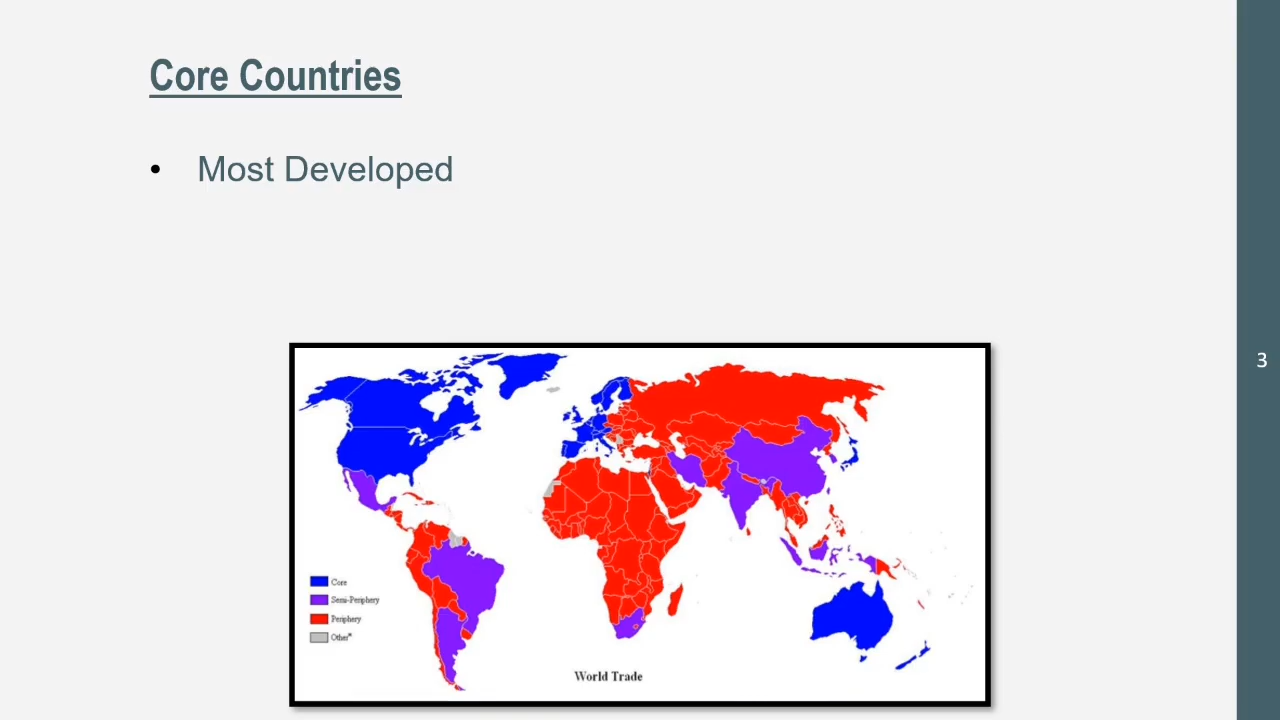 Core Countries
• Most Developed
3
Core
Semi-Periphery
Periphery
Other*
World Trade